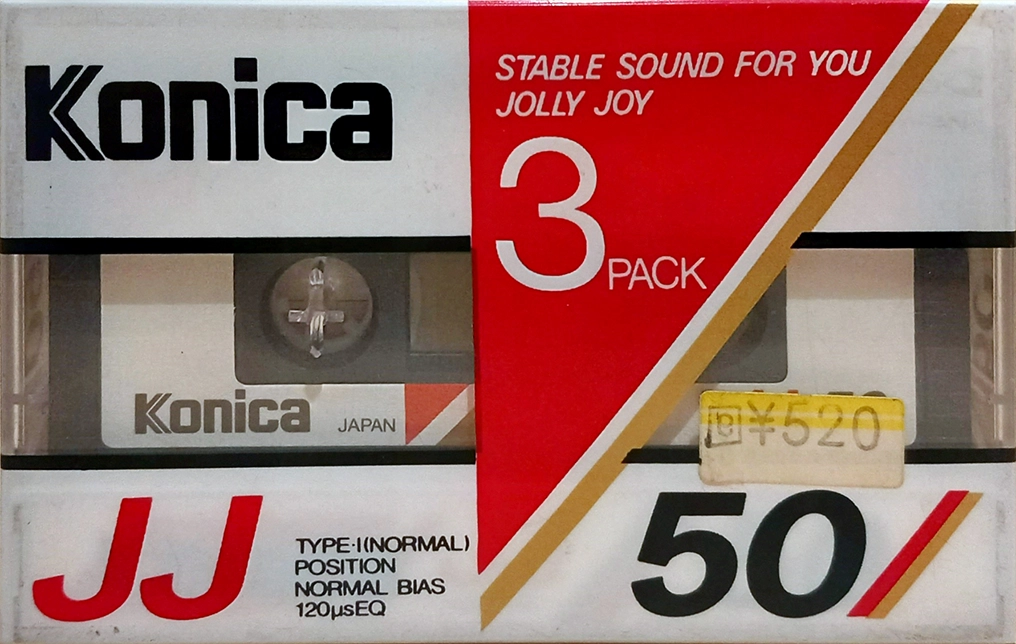 Konica
STABLE SOUND FOR YOU
JOLLY JOY
3 PACK
Konica
JAPAN
¥520
JJ
TYPE·I(NORMAL)
POSITION
NORMAL BIAS
120µsEQ
50